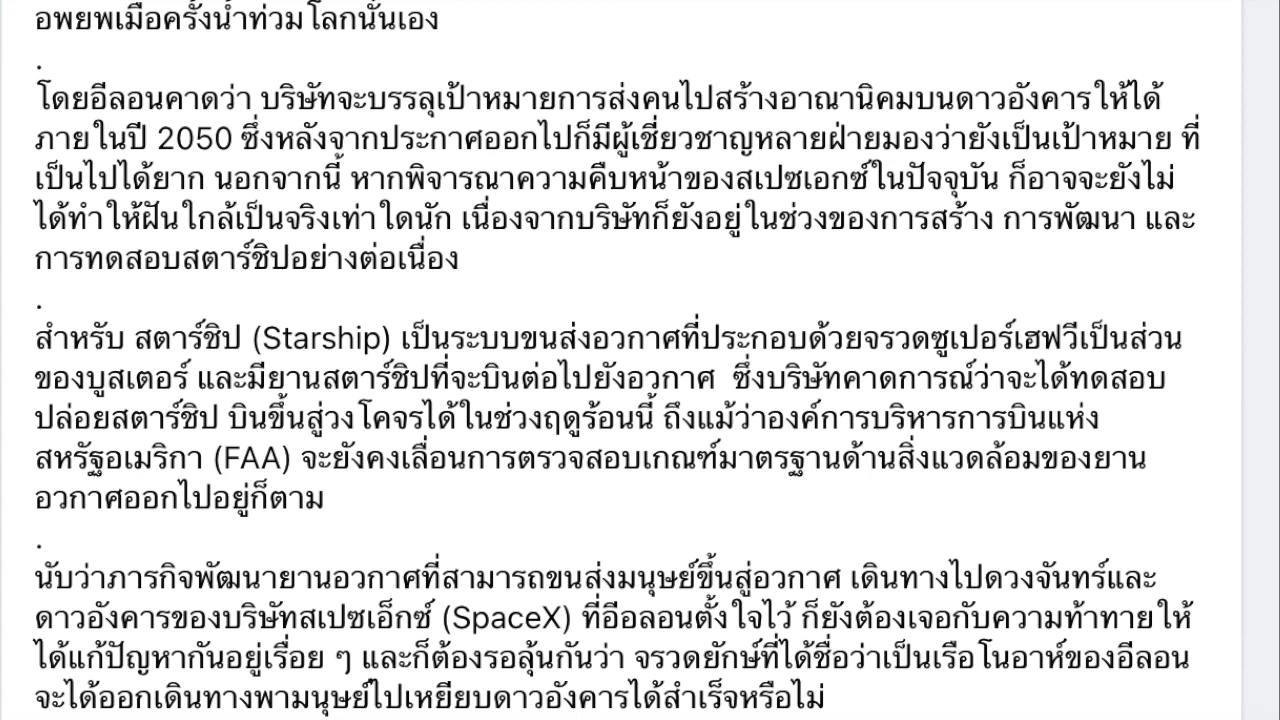 อพยพเมื่อครั้งน้ำท่วมโลกนั่นเอง
.
โดยอีลอนคาดว่า บริษัทจะบรรลุเป้าหมายการส่งคนไปสร้างอาณานิคมบนดาวอังคารให้ได้
ภายในปี 2050 ซึ่งหลังจากประกาศออกไปก็มีผู้เชี่ยวชาญหลายฝ่ายมองว่ายังเป็นเป้าหมาย ที่
เป็นไปได้ยาก นอกจากนี้ หากพิจารณาความคืบหน้าของสเปซเอกซ์ในปัจจุบัน ก็อาจจะยังไม่
ได้ทำให้ฝันใกล้เป็นจริงเท่าใดนัก เนื่องจากบริษัทก็ยังอยู่ในช่วงของการสร้าง การพัฒนา และ
การทดสอบสตาร์ชิปอย่างต่อเนื่อง
.
สำหรับ สตาร์ชิป (Starship) เป็นระบบขนส่งอวกาศที่ประกอบด้วยจรวดซูเปอร์เฮฟวีเป็นส่วน
ของบูสเตอร์ และมียานสตาร์ชิปที่จะบินต่อไปยังอวกาศ ซึ่งบริษัทคาดการณ์ว่าจะได้ทดสอบ
ปล่อยสตาร์ชิป บินขึ้นสู่วงโคจรได้ในช่วงฤดูร้อนนี้ ถึงแม้ว่าองค์การบริหารการบินแห่ง
สหรัฐอเมริกา (FAA) จะยังคงเลื่อนการตรวจสอบเกณฑ์มาตรฐานด้านสิ่งแวดล้อมของยาน
อวกาศออกไปอยู่ก็ตาม
.
นับว่าภารกิจพัฒนายานอวกาศที่สามารถขนส่งมนุษย์ขึ้นสู่อวกาศ เดินทางไปดวงจันทร์และ
ดาวอังคารของบริษัทสเปซเอ็กซ์ (SpaceX) ที่อีอลอนตั้งใจไว้ ก็ยังต้องเจอกับความท้าทายให้
ได้แก้ปัญหากันอยู่เรื่อย ๆ และก็ต้องรอลุ้นกันว่า จรวดยักษ์ที่ได้ชื่อว่าเป็นเรือโนอาห์ของอีลอน
จะได้ออกเดินทางพามนุษย์ไปเหยียบดาวอังคารได้สำเร็จหรือไม่